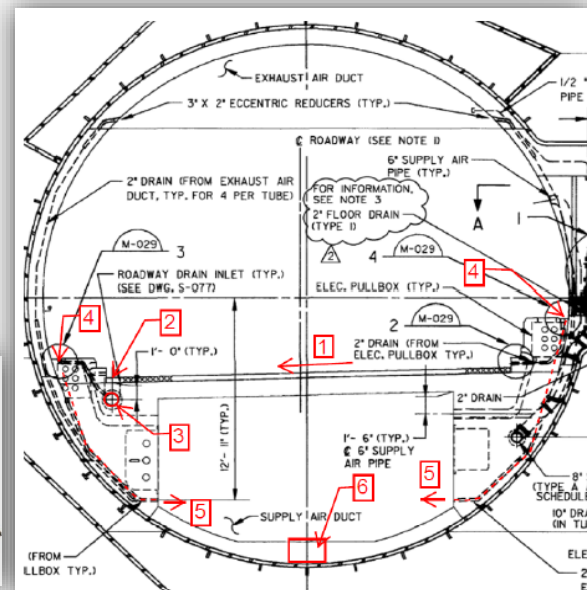 EXHAUST AIR DUCT
1/2 "
PIPE
3" X 2" ECCENTRIC REDUCERS (TYP.)
℄ ROADWAY (SEE NOTE 1)
6" SUPPLY AIR
PIPE (TYP.)
2" DRAIN (FROM EXHAUST AIR
DUCT, TYP. FOR 4 PER TUBE)
FOR INFORMATION,
SEE NOTE 3
2" FLOOR DRAIN
(TYPE I)
A
1
2
M-029
3
4
M-029
ROADWAY DRAIN INLET (TYP.)
(SEE DWG. S-077)
ELEC. PULLBOX (TYP.)
4
4
2
M-029
2
1
1'- 0" (TYP.)
2" DRAIN (FROM
ELEC. PULLBOX TYP.)
2" DRAIN
3
12'- 11" (TYP.)
1'- 6" (TYP.)
℄ 6" SUPPLY
AIR PIPE
8"
(TYPE A
SCHEDUL
5
5
6
10" DRA
(IN TU
SUPPLY AIR DUCT
(FROM
LLBOX TYP.)
ELE
2